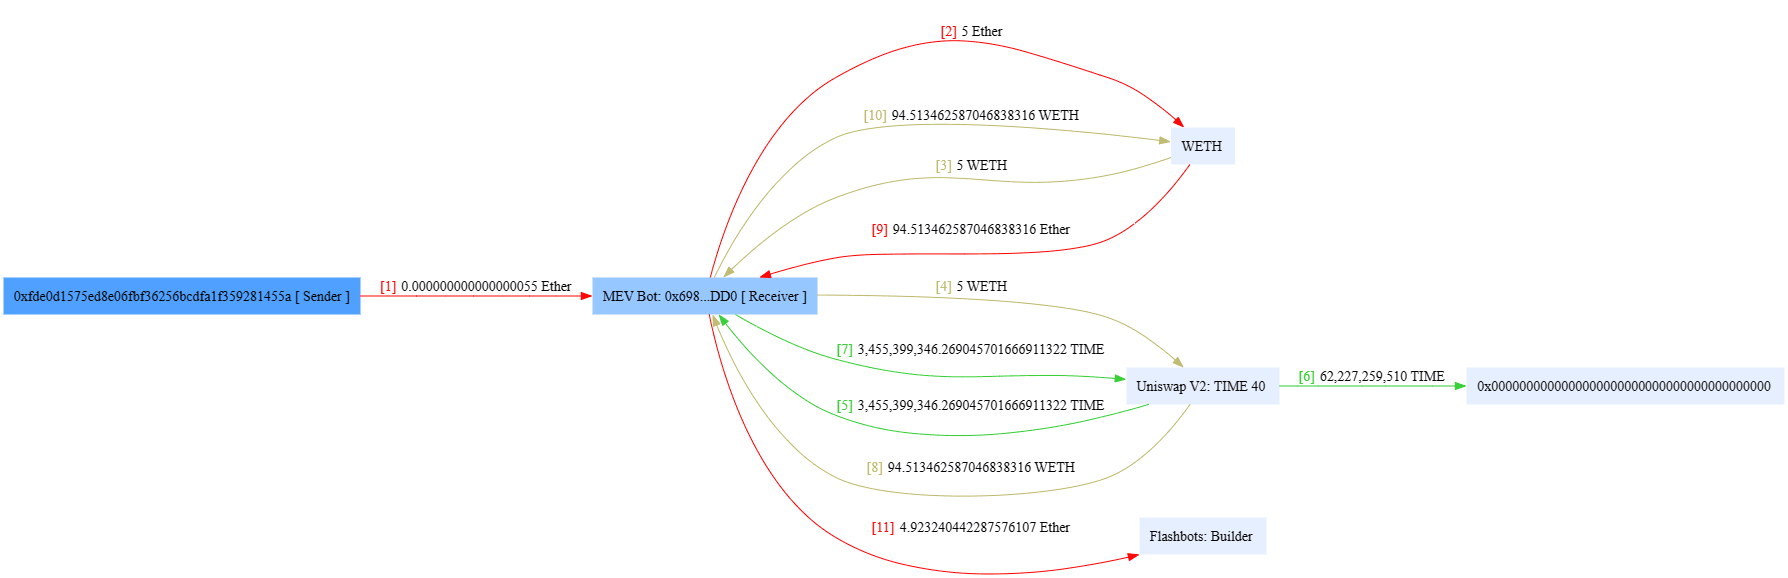 [2] 5 Ether
[10] 94.513462587046838316 WETH
WETH
[3] 5 WETH
[9] 94.513462587046838316 Ether
0xfde0d1575ed8e06fbf36256bcdfa1f359281455a [ Sender ]
[1] 0.000000000000000055 Ether
MEV Bot: 0x698...DD0 [ Receiver ]
[4] 5 WETH
[7] 3,455,399,346.269045701666911322 TIME
Uniswap V2: TIME 40
[6] 62,227,259,510 TIME
0x0000000000000000000000000000000000000000
[5] 3,455,399,346.269045701666911322 TIME
[8] 94.513462587046838316 WETH
[11] 4.923240442287576107 Ether
Flashbots: Builder